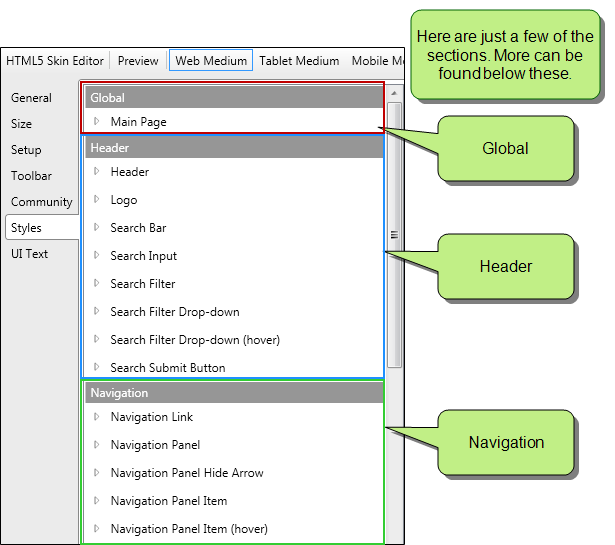 Here are just a few of the
sections. More can be
found below these.
HTML5 Skin Editor Preview Web Medium Tablet Medium Mobile
General
Size
Setup
Toolbar
Community
Styles
UI Text
Global
Main Page
Header
Header
Logo
Search Bar
Search Input
Search Filter
Search Filter Drop-down
Search Filter Drop-down (hover)
Search Submit Button
Navigation
Navigation Link
Navigation Panel
Navigation Panel Hide Arrow
Navigation Panel Item
Navigation Panel Item (hover)
Global
Header
Navigation